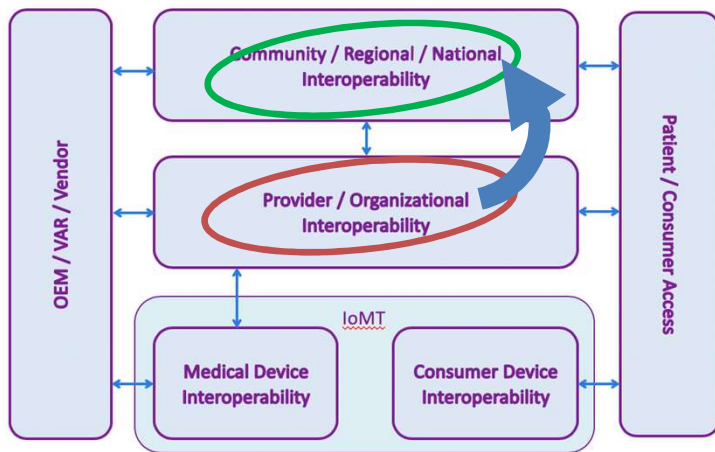 OEM / VAR / Vendor
Community / Regional / National
Interoperability
Provider / Organizational
Interoperability
IoMT
Medical Device
Interoperability
Consumer Device
Interoperability
Patient / Consumer Access